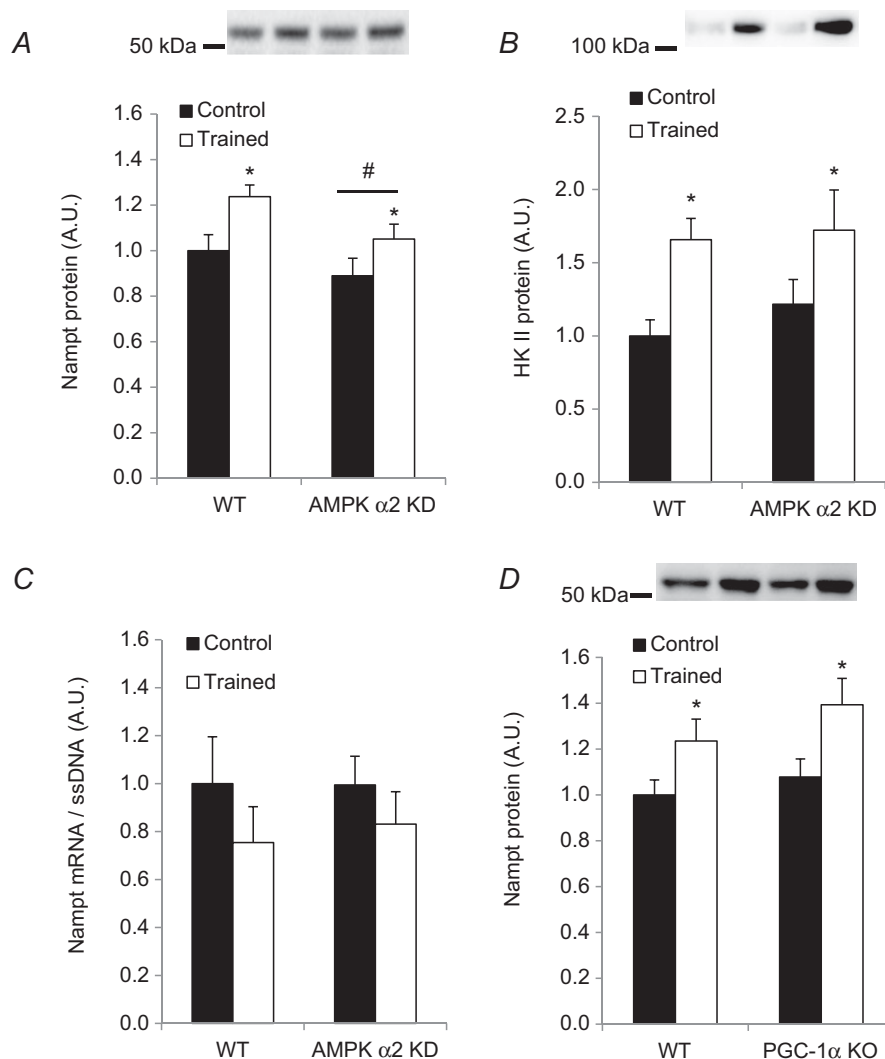 A
50 kDa
Control
Trained
1.6
1.4
1.2
1.0
0.8
0.6
0.4
0.2
0.0
Nampt protein (A.U.)
*
#
*
WT
AMPK α2 KD
B
100 kDa
Control
Trained
2.5
2.0
1.5
1.0
0.5
0.0
HK II protein (A.U.)
*
*
WT
AMPK α2 KD
C
Control
Trained
1.6
1.4
1.2
1.0
0.8
0.6
0.4
0.2
0.0
Nampt mRNA / ssDNA (A.U.)
WT
AMPK α2 KD
D
50 kDa
Control
Trained
1.6
1.4
1.2
1.0
0.8
0.6
0.4
0.2
0.0
Nampt protein (A.U.)
*
*
WT
PGC-1α KO